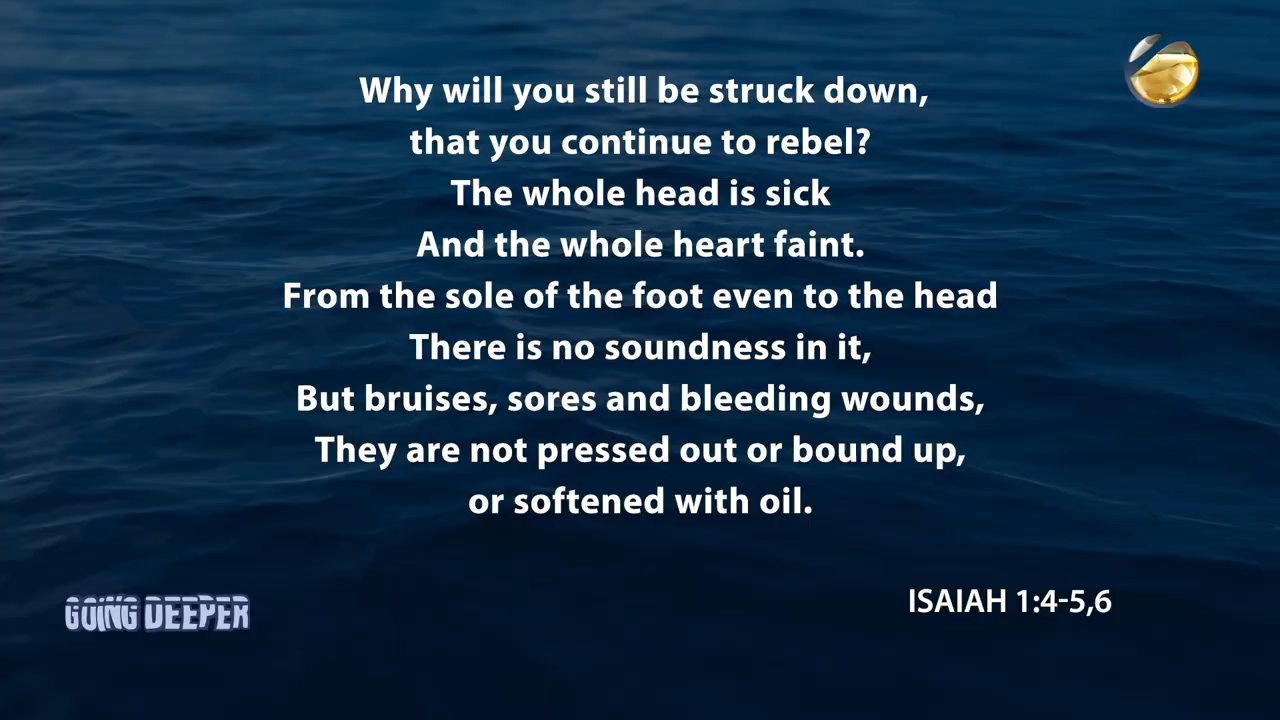 Why will you still be struck down,
that you continue to rebel?
The whole head is sick
And the whole heart faint.
From the sole of the foot even to the head
There is no soundness in it,
But bruises, sores and bleeding wounds,
They are not pressed out or bound up,
or softened with oil.
GOING DEEPER
ISAIAH 1:4-5,6